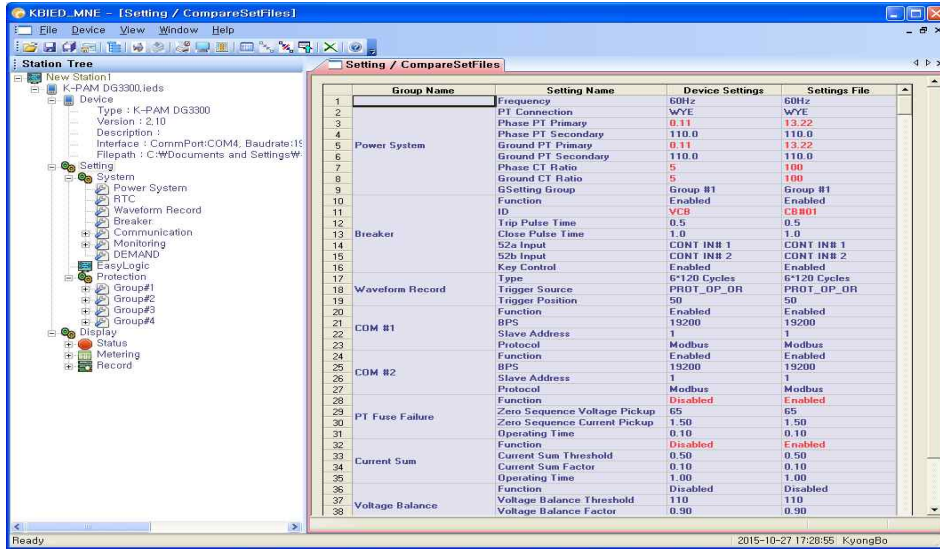 KBIED_MNE - [Setting / CompareSetFiles]
File Device View Window Help
Station Tree
New Station1
K-PAM DG3300.ieds
Device
Type : K-PAM DG3300
Version : 2.10
Description :
Interface : CommPort:COM4, Baudrate:19
Filepath : C:₩Documents and Settings₩
Setting
System
Power System
RTC
Waveform Record
Breaker
Communication
Monitoring
DEMAND
EasyLogic
Protection
Group#1
Group#2
Group#3
Group#4
Display
Status
Metering
Record
Setting / CompareSetFiles
Group Name Setting Name Device Settings Settings File
1 Frequency 60Hz 60Hz
2 PT Connection WYE WYE
3 Phase PT Primary 0.11 13.22
4 Phase PT Secondary 110.0 110.0
5 Power System Ground PT Primary 0.11 13.22
6 Ground PT Secondary 110.0 110.0
7 Phase CT Ratio 5 100
8 Ground CT Ratio 5 100
9 GSetting Group Group #1 Group #1
10 Function Enabled Enabled
11 ID VCB CB#01
12 Trip Pulse Time 0.5 0.5
13 Breaker Close Pulse Time 1.0 1.0
14 52a Input CONT IN# 1 CONT IN# 1
15 52b Input CONT IN# 2 CONT IN# 2
16 Key Control Enabled Enabled
17 Type 6*120 Cycles 6*120 Cycles
18 Waveform Record Trigger Source PROT_OP_OR PROT_OP_OR
19 Trigger Position 50 50
20 Function Enabled Enabled
21 COM #1 BPS 19200 19200
22 Slave Address 1 1
23 Protocol Modbus Modbus
24 Function Enabled Enabled
25 COM #2 BPS 19200 19200
26 Slave Address 1 1
27 Protocol Modbus Modbus
28 Function Disabled Enabled
29 PT Fuse Failure Zero Sequence Voltage Pickup 65 65
30 Zero Sequence Current Pickup 1.50 1.50
31 Operating Time 0.10 0.10
32 Function Disabled Enabled
33 Current Sum Current Sum Threshold 0.50 0.50
34 Current Sum Factor 0.10 0.10
35 Operating Time 1.00 1.00
36 Function Disabled Disabled
37 Voltage Balance Voltage Balance Threshold 110 110
38 Voltage Balance Factor 0.90 0.90
Ready 2015-10-27 17:28:55 KyongBo